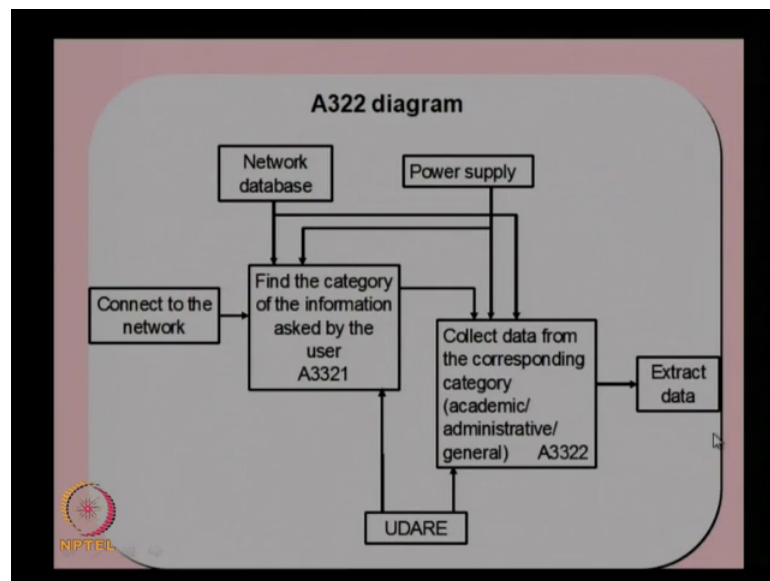 A322 diagram
Network
database
Power supply
Connect to the
network
Find the category
of the information
asked by the
user
A3321
Collect data from
the corresponding
category
(academic/
administrative/
general) A3322
Extract
data
UDARE
NPTEL